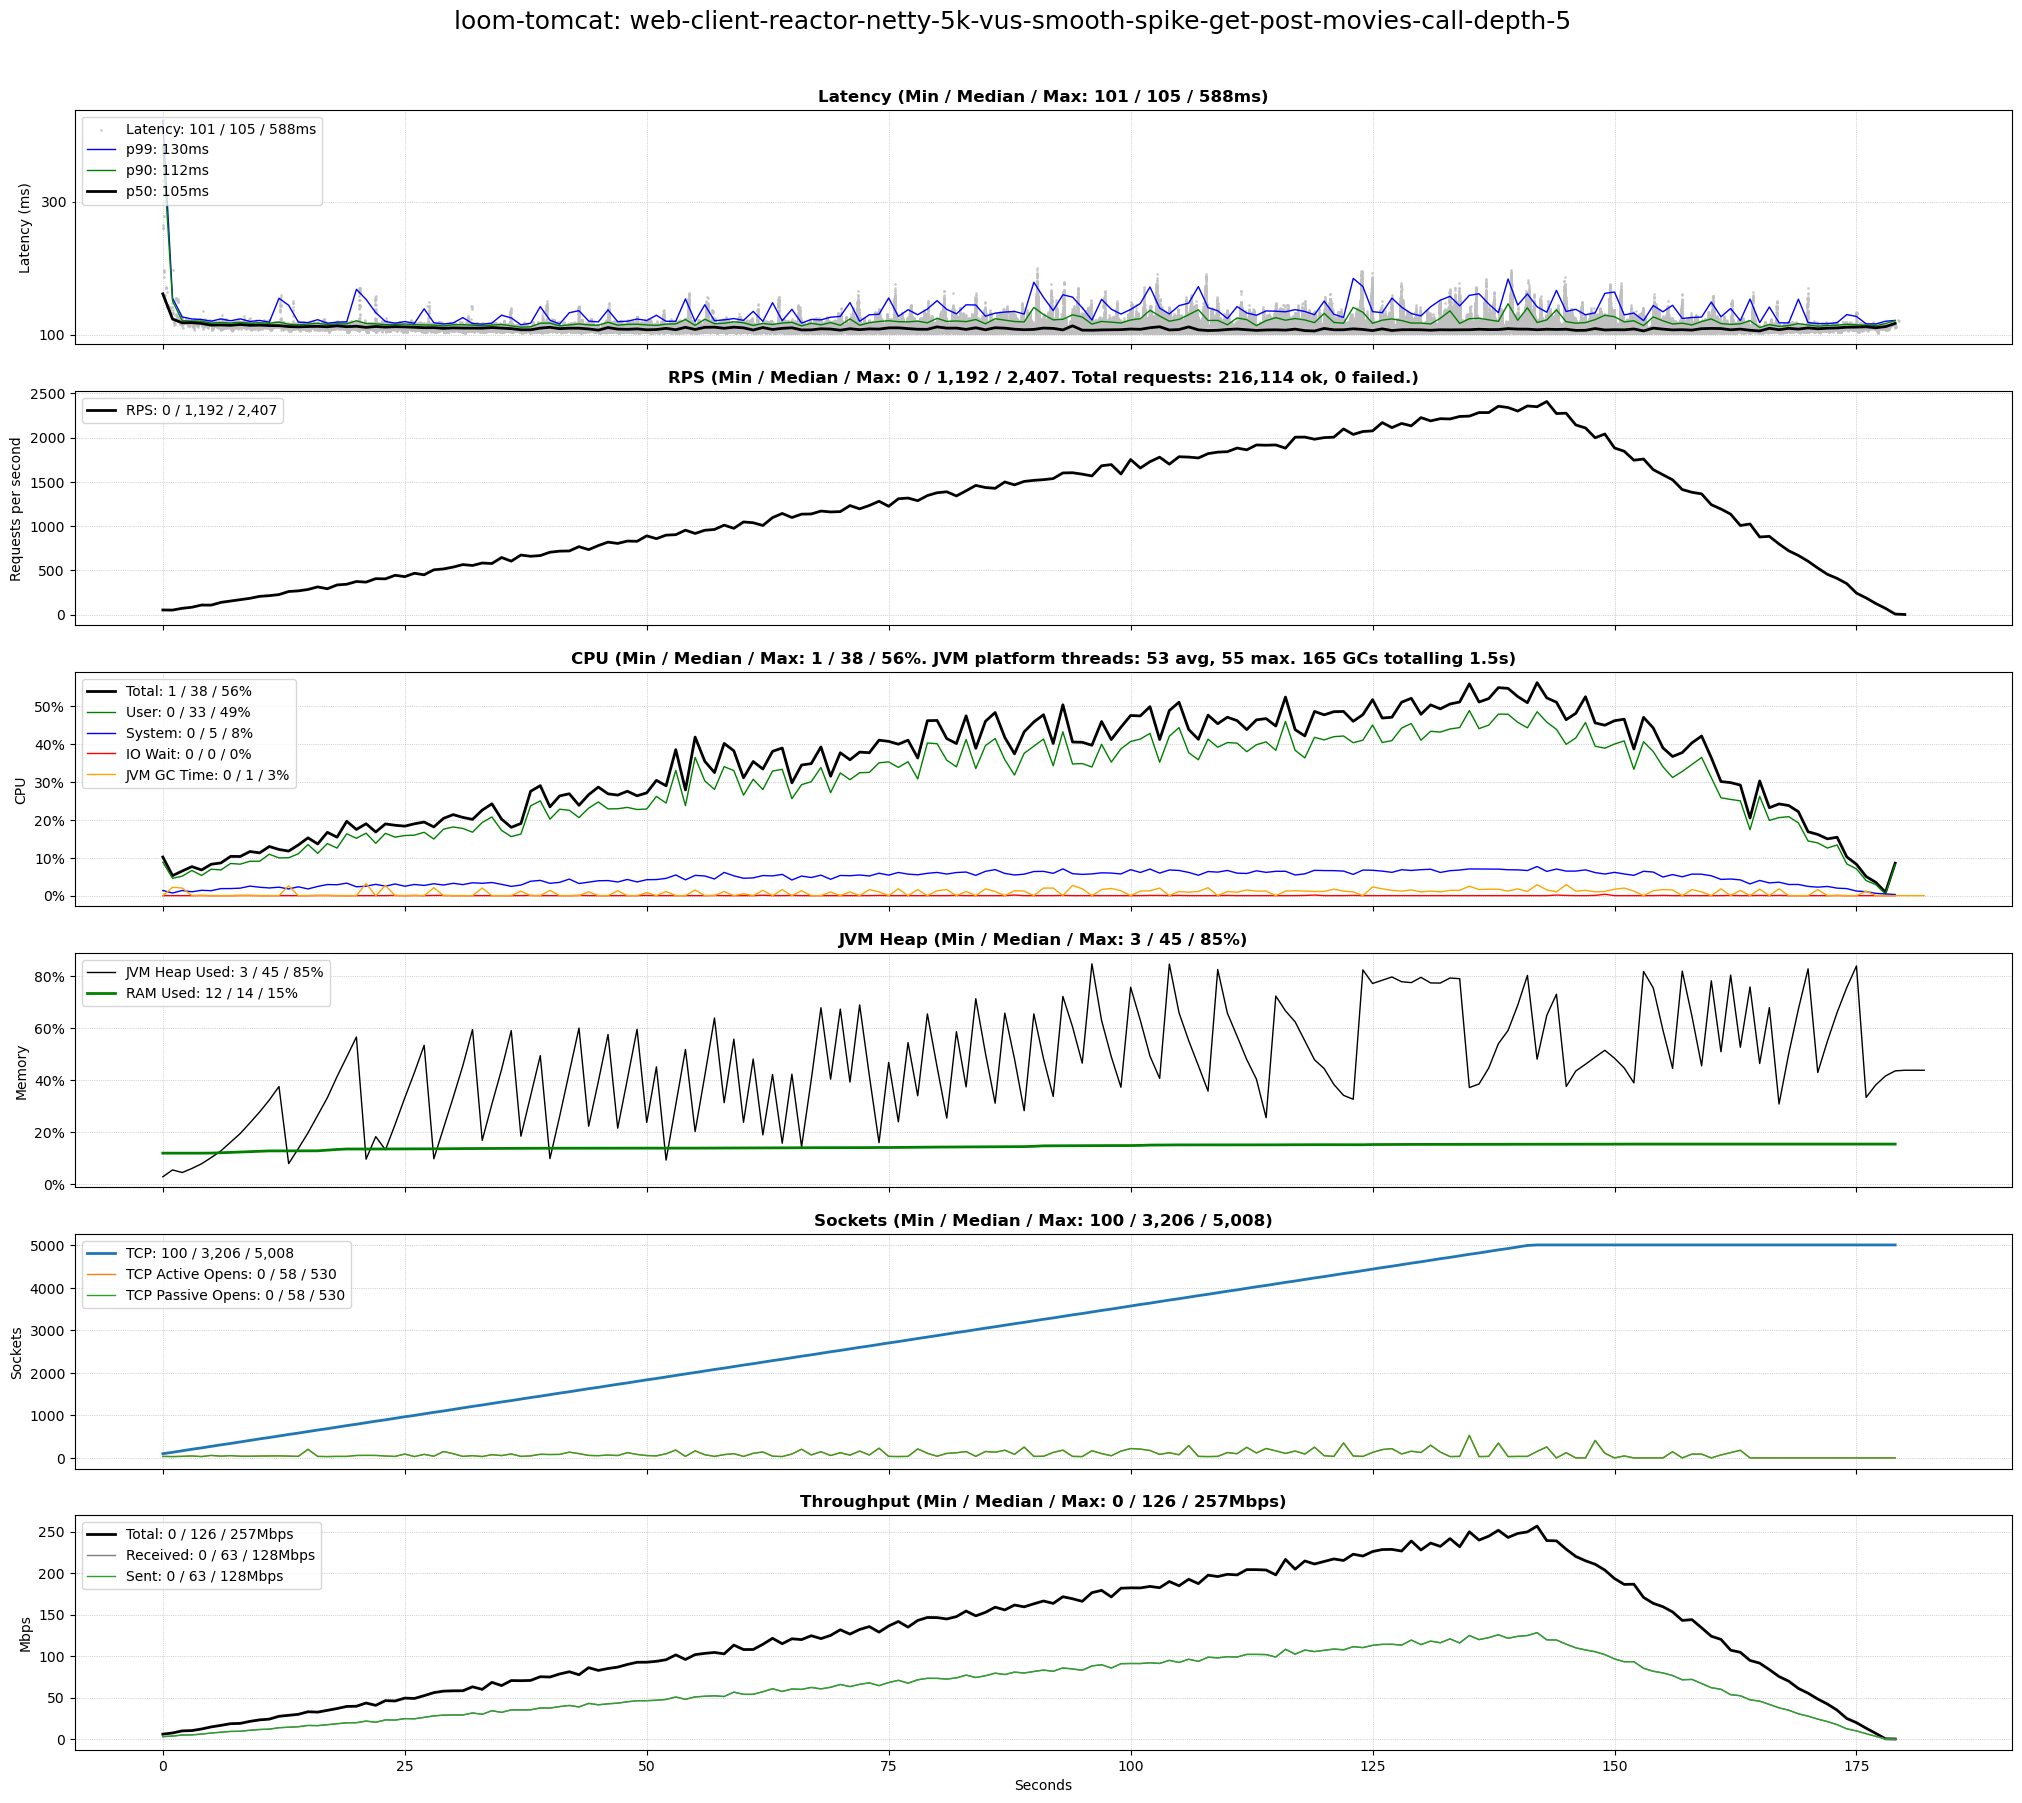 loom-tomcat: web-client-reactor-netty-5k-vus-smooth-spike-get-post-movies-call-depth-5
Latency (Min / Median / Max: 101 / 105 / 588ms)
Latency: 101 / 105 / 588ms
p99: 130ms
p90: 112ms
p50: 105ms
Latency (ms)
300
100
RPS (Min / Median / Max: 0 / 1,192 / 2,407. Total requests: 216,114 ok, 0 failed.)
RPS: 0 / 1,192 / 2,407
Requests per second
2500
2000
1500
1000
500
0
CPU (Min / Median / Max: 1 / 38 / 56%. JVM platform threads: 53 avg, 55 max. 165 GCs totalling 1.5s)
Total: 1 / 38 / 56%
User: 0 / 33 / 49%
System: 0 / 5 / 8%
IO Wait: 0 / 0 / 0%
JVM GC Time: 0 / 1 / 3%
CPU
50%
40%
30%
20%
10%
0%
JVM Heap (Min / Median / Max: 3 / 45 / 85%)
JVM Heap Used: 3 / 45 / 85%
RAM Used: 12 / 14 / 15%
Memory
80%
60%
40%
20%
0%
Sockets (Min / Median / Max: 100 / 3,206 / 5,008)
TCP: 100 / 3,206 / 5,008
TCP Active Opens: 0 / 58 / 530
TCP Passive Opens: 0 / 58 / 530
Sockets
5000
4000
3000
2000
1000
0
Throughput (Min / Median / Max: 0 / 126 / 257Mbps)
Total: 0 / 126 / 257Mbps
Received: 0 / 63 / 128Mbps
Sent: 0 / 63 / 128Mbps
Mbps
250
200
150
100
50
0
0 25 50 75 100 125 150 175
Seconds